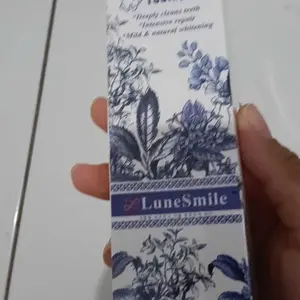 •Deeply cleans teeth
•Intensive repair
•Mild & natural whitening
LuneSmile